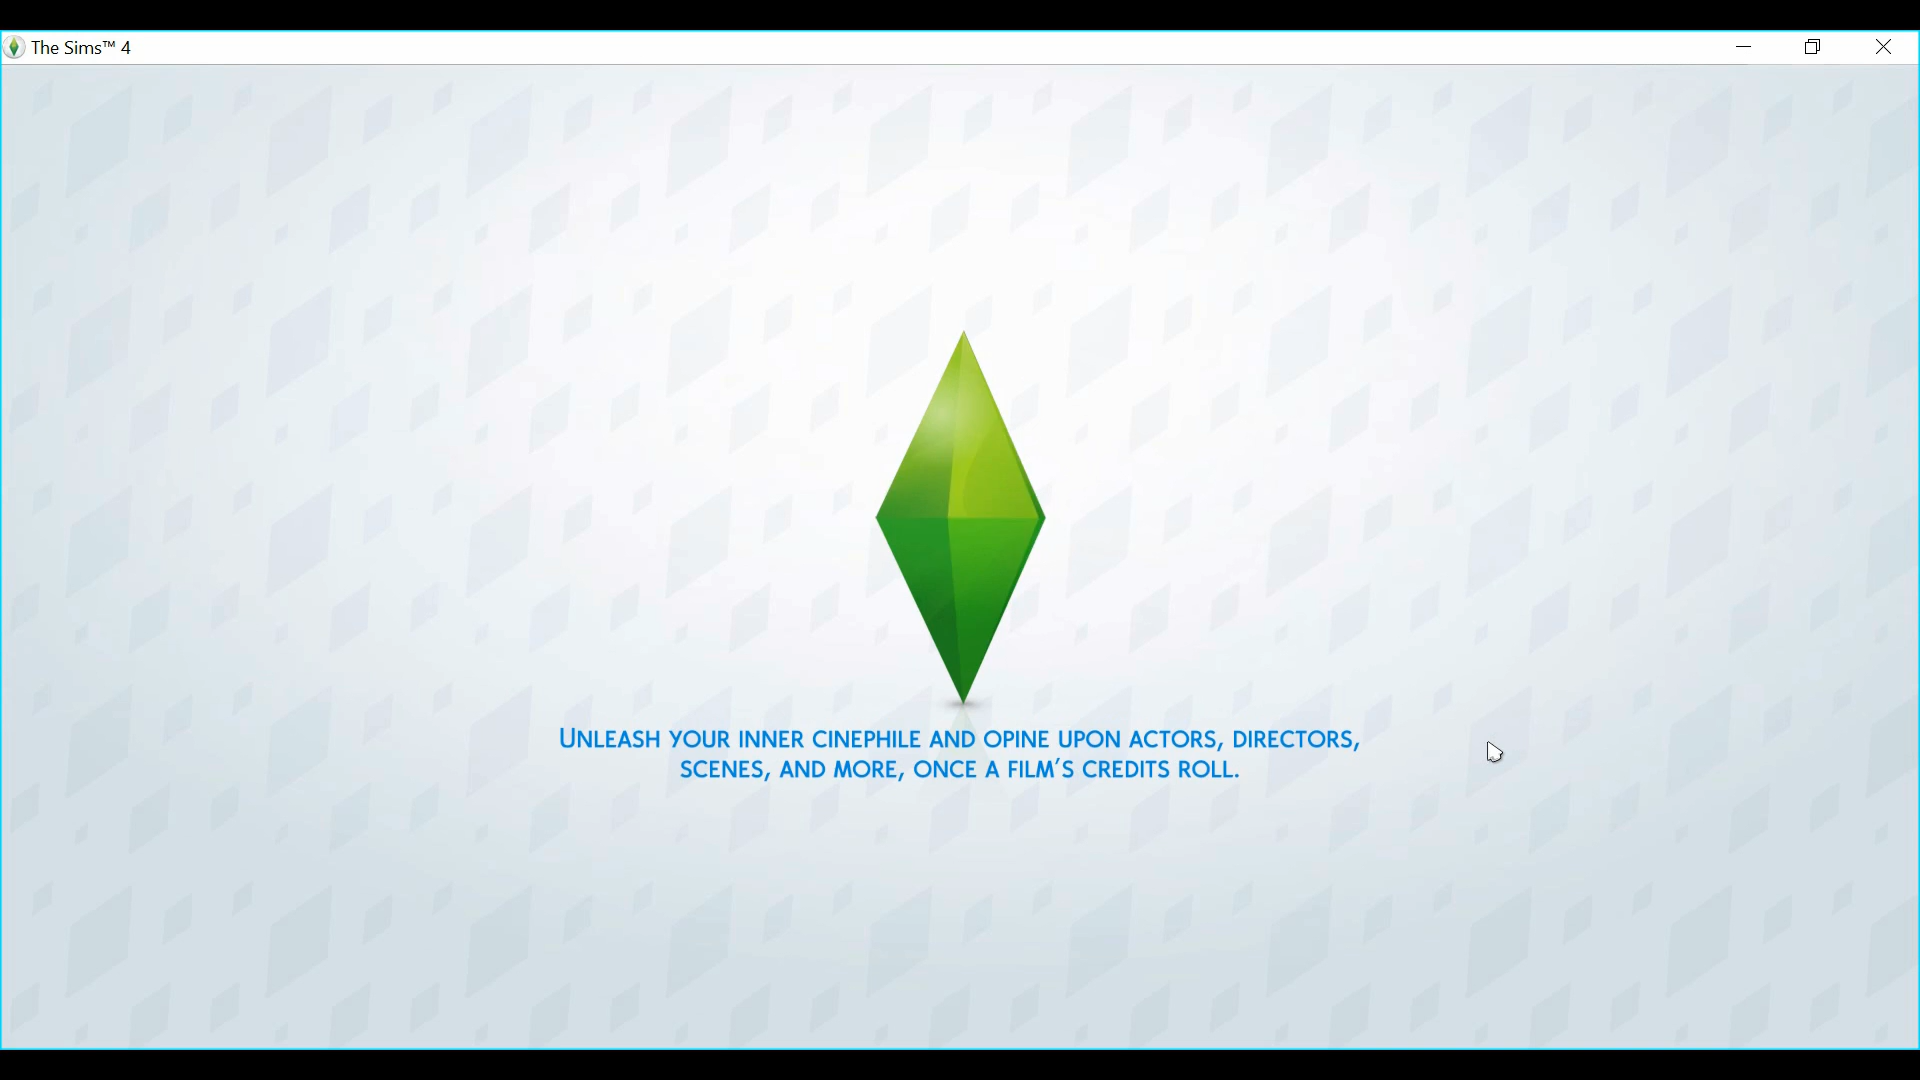 The Sims™ 4
UNLEASH YOUR INNER CINEPHILE AND OPINE UPON ACTORS, DIRECTORS,
SCENES, AND MORE, ONCE A FILM'S CREDITS ROLL.